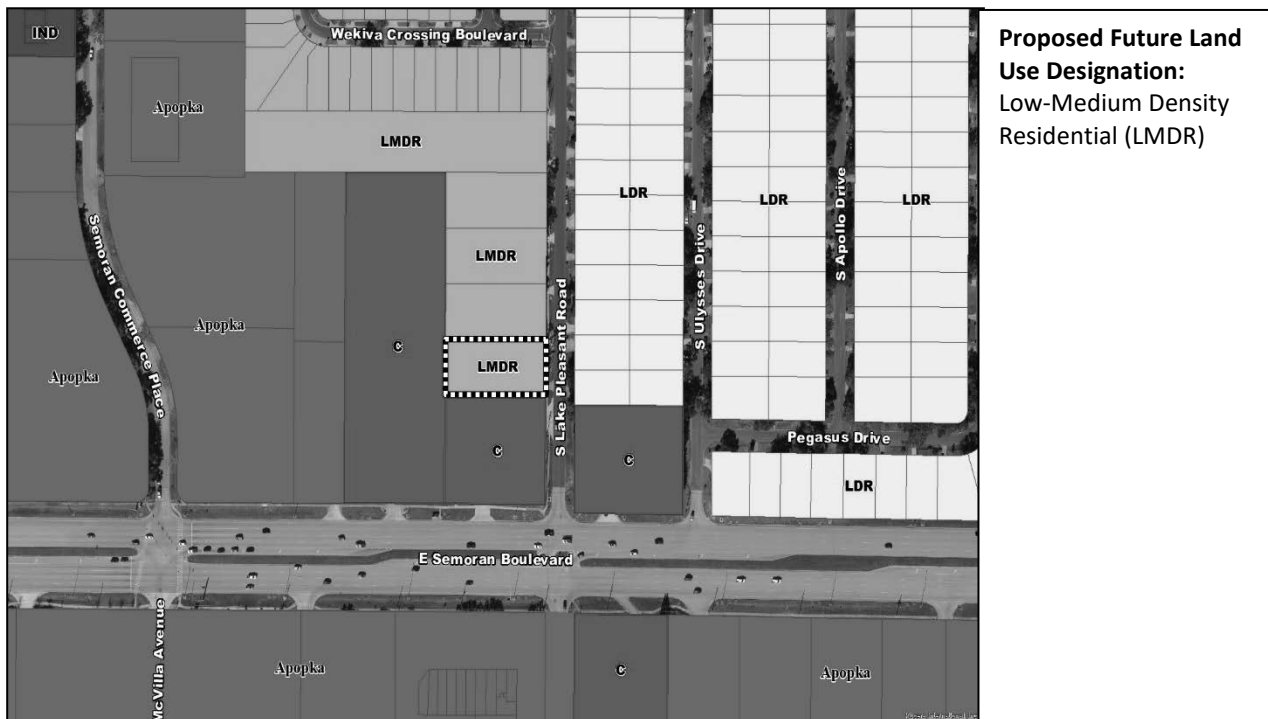 IND
Wekiva Crossing Boulevard
Apopka
LMDR
LDR
LDR
LDR
Semoran Commerce Place
S Lake Pleasant Road
S Ulysses Drive
S Apollo Drive
LMDR
Apopka
Apopka
C
LMDR
C
C
Pegasus Drive
LDR
E Semoran Boulevard
McVilla Avenue
Apopka
C
Apopka
Proposed Future Land
Use Designation:
Low-Medium Density
Residential (LMDR)